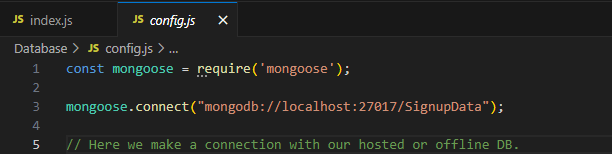 JS index.js JS config.js ×
Database > JS config.js > ...
1 const mongoose = require('mongoose');
2
3 mongoose.connect("mongodb://localhost:27017/SignupData");
4
5 // Here we make a connection with our hosted or offline DB.